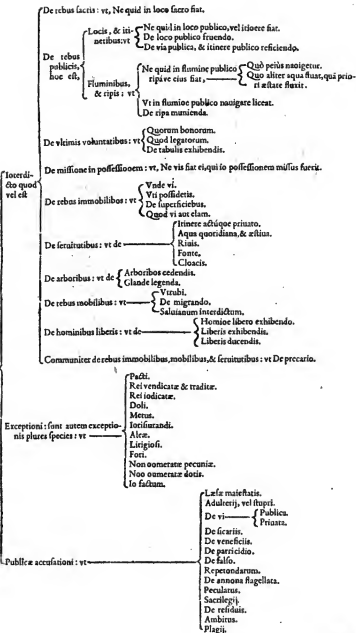 De rebus sacris : vt, Ne quid in loco sacro fiat.
De rebus publicis, hoc est,
Locis, & itineribus:vt
Ne quid in loco publico, vel itinere fiat.
De loco publico fruendo.
De via publica, & itinere publico reficiendo.
Fluminibus, & ripis : vt
Ne quid in flumine publico ripáve eius fiat,
Quò peiùs nauigetur.
Quo aliter aqua fluat, quà priori æstate fluxit.
Vt in flumine publico nauigare liceat.
De ripa munienda.
De vltimis voluntatibus : vt
Quorum bonorum.
Quod legatorum.
De tabulis exhibendis.
Interdicto quod vel est
De missione in possessionem : vt, Ne vis fiat ei, qui in possessionem missus fuerit.
De rebus immobilibus : vt
Vnde vi.
Vti possidetis.
De superficiebus.
Quod vi aut clam.
De seruitutibus : vt de
Itinere actúque priuato.
Aqua quotidiana, & æstiua.
Riuis.
Fonte.
Cloacis.
De arboribus : vt de
Arboribus cedendis.
Glande legenda.
De rebus mobilibus : vt
Vtrubi.
De migrando.
Saluianum interdictum.
De hominibus liberis : vt de
Homine libero exhibendo.
Liberis exhibendis.
Liberis ducendis.
Communiter de rebus immobilibus, mobilibus, & seruitutibus : vt De precario.
Exceptioni : sunt autem exceptionis plures species : vt
Pacti.
Rei venditæ & traditæ.
Rei iudicatæ.
Doli.
Metus.
Iurisiurandi.
Aleæ.
Litigiosi.
Fori.
Non numeratæ pecuniæ.
Non numeratæ dotis.
In factum.
Publicæ accusationi : vt
Læsæ maiestatis.
Adulterij, vel stupri.
De vi
Publica.
Priuata.
De sicariis.
De veneficiis.
De parricidio.
De falso.
Repetundarum.
De annona flagellata.
Peculatus.
Sacrilegij.
De residuis.
Ambitus.
Plagij.